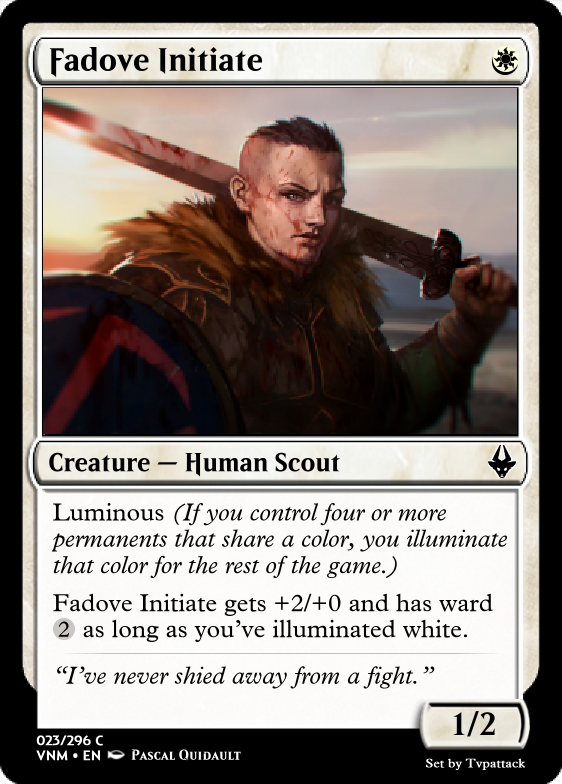 Fadove Initiate
Creature — Human Scout
Luminous (If you control four or more
permanents that share a color, you illuminate
that color for the rest of the game.)
Fadove Initiate gets +2/+0 and has ward
2 as long as you've illuminated white.
“I've never shied away from a fight.”
1/2
023/296 C
VNM • EN Pascal Quidault
Set by Tvpattack